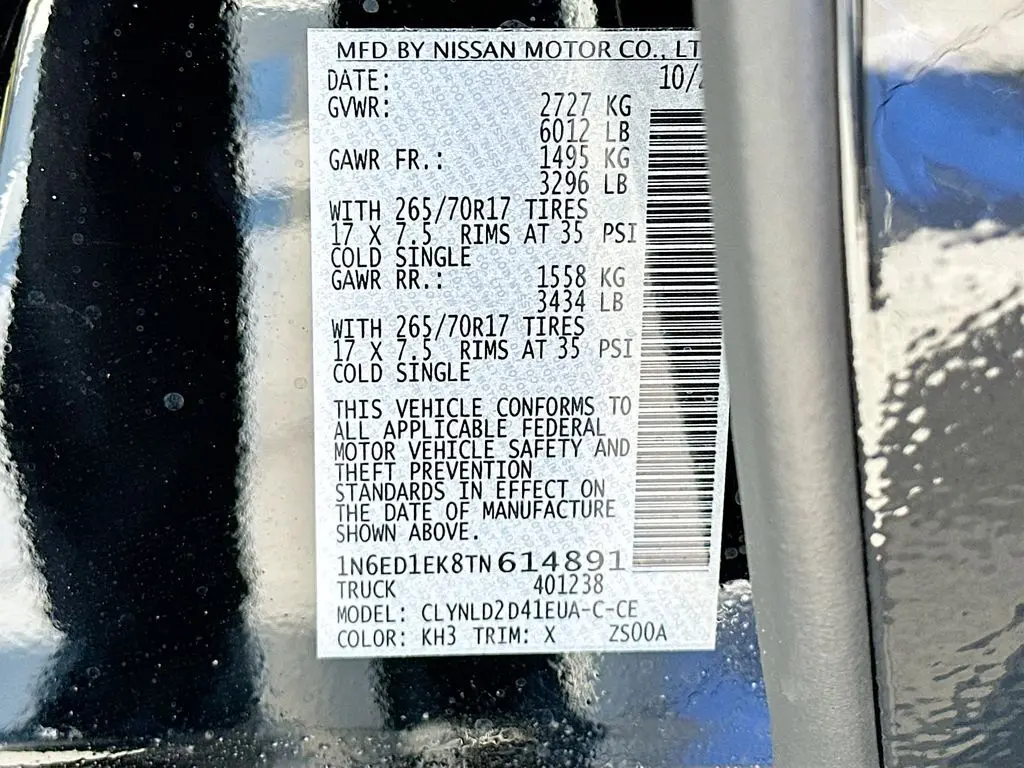 MFD BY NISSAN MOTOR CO., LT
DATE: 10/
GVWR: 2727 KG
6012 LB
GAWR FR.: 1495 KG
3296 LB
WITH 265/70R17 TIRES
17 X 7.5 RIMS AT 35 PSI
COLD SINGLE
GAWR RR.: 1558 KG
3434 LB
WITH 265/70R17 TIRES
17 X 7.5 RIMS AT 35 PSI
COLD SINGLE
THIS VEHICLE CONFORMS TO
ALL APPLICABLE FEDERAL
MOTOR VEHICLE SAFETY AND
THEFT PREVENTION
STANDARDS IN EFFECT ON
THE DATE OF MANUFACTURE
SHOWN ABOVE.
1N6ED1EK8TN614891
TRUCK 401238
MODEL: CLYNLD2D41EUA-C-CE
COLOR: KH3 TRIM: X ZS00A